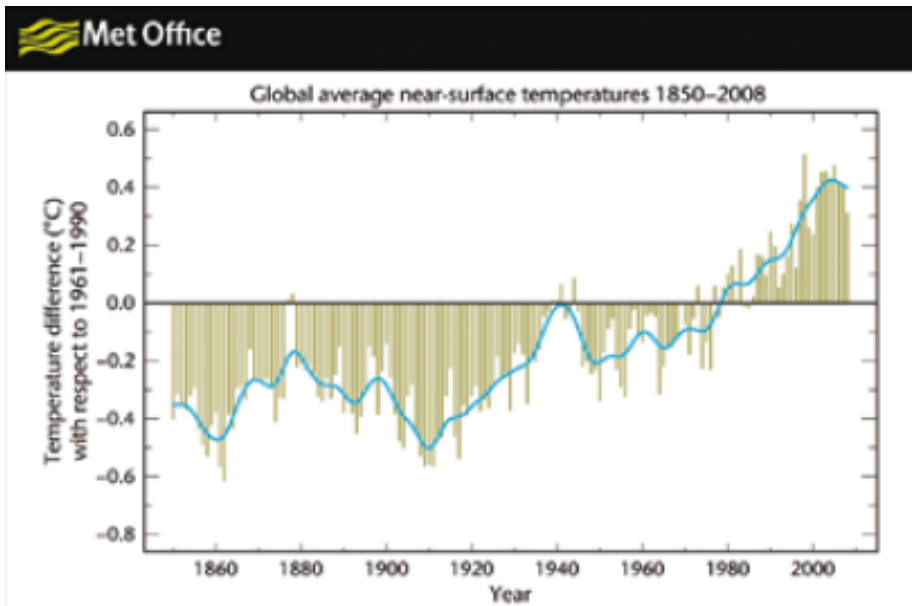 Met Office
Global average near-surface temperatures 1850–2008
0.6
0.4
0.2
0.0
−0.2
−0.4
−0.6
−0.8
Temperature difference (°C)
with respect to 1961–1990
1860 1880 1900 1920 1940 1960 1980 2000
Year